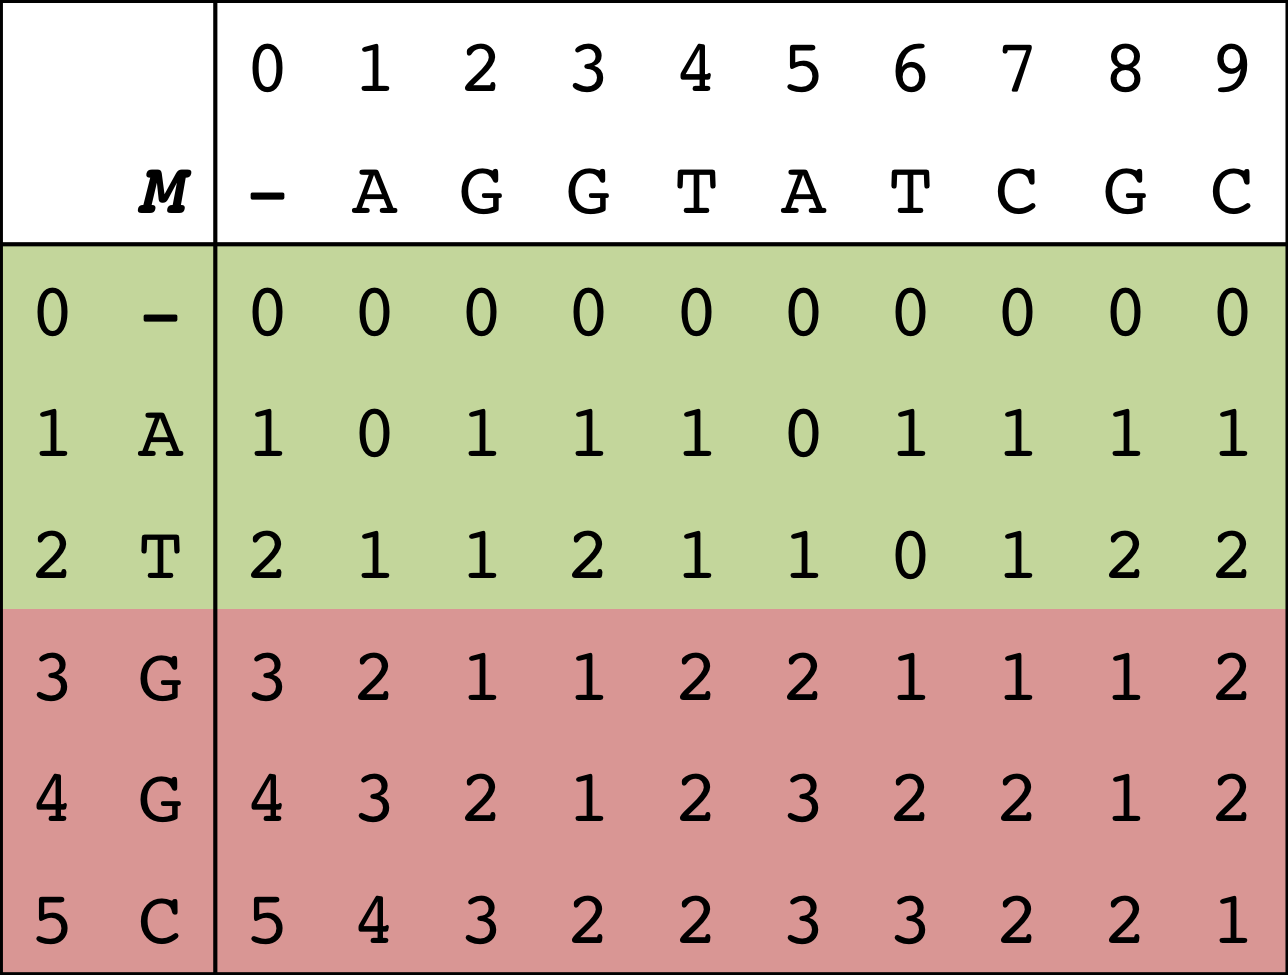 0 1 2 3 4 5 6 7 8 9
M - A G G T A T C G C
0 - 0 0 0 0 0 0 0 0 0 0
1 A 1 0 1 1 1 0 1 1 1 1
2 T 2 1 1 2 1 1 0 1 2 2
3 G 3 2 1 1 2 2 1 1 1 2
4 G 4 3 2 1 2 3 2 2 1 2
5 C 5 4 3 2 2 3 3 2 2 1